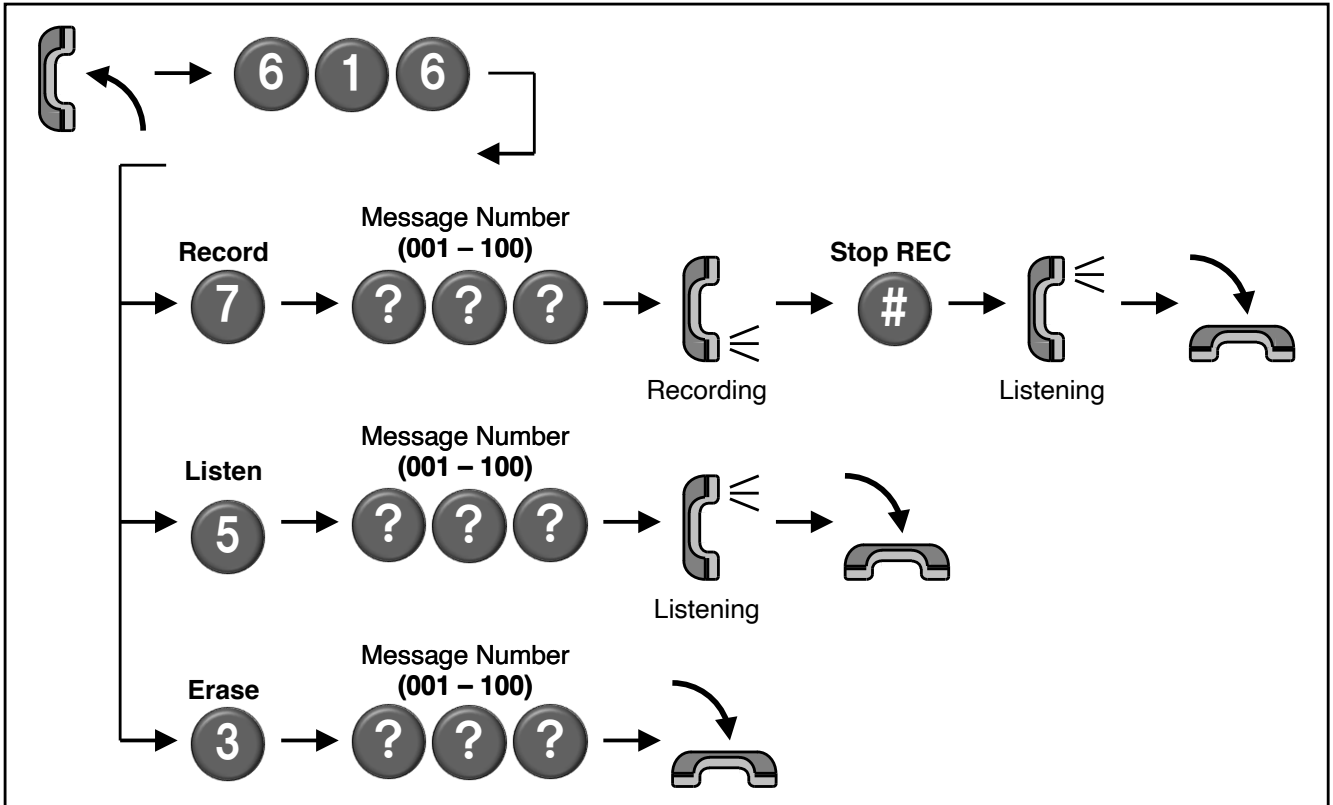 6 1 6
Message Number
(001 – 100)
Record
Stop REC
7 ? ? ? #
Recording
Listening
Message Number
(001 – 100)
Listen
5 ? ? ?
Listening
Message Number
(001 – 100)
Erase
3 ? ? ?